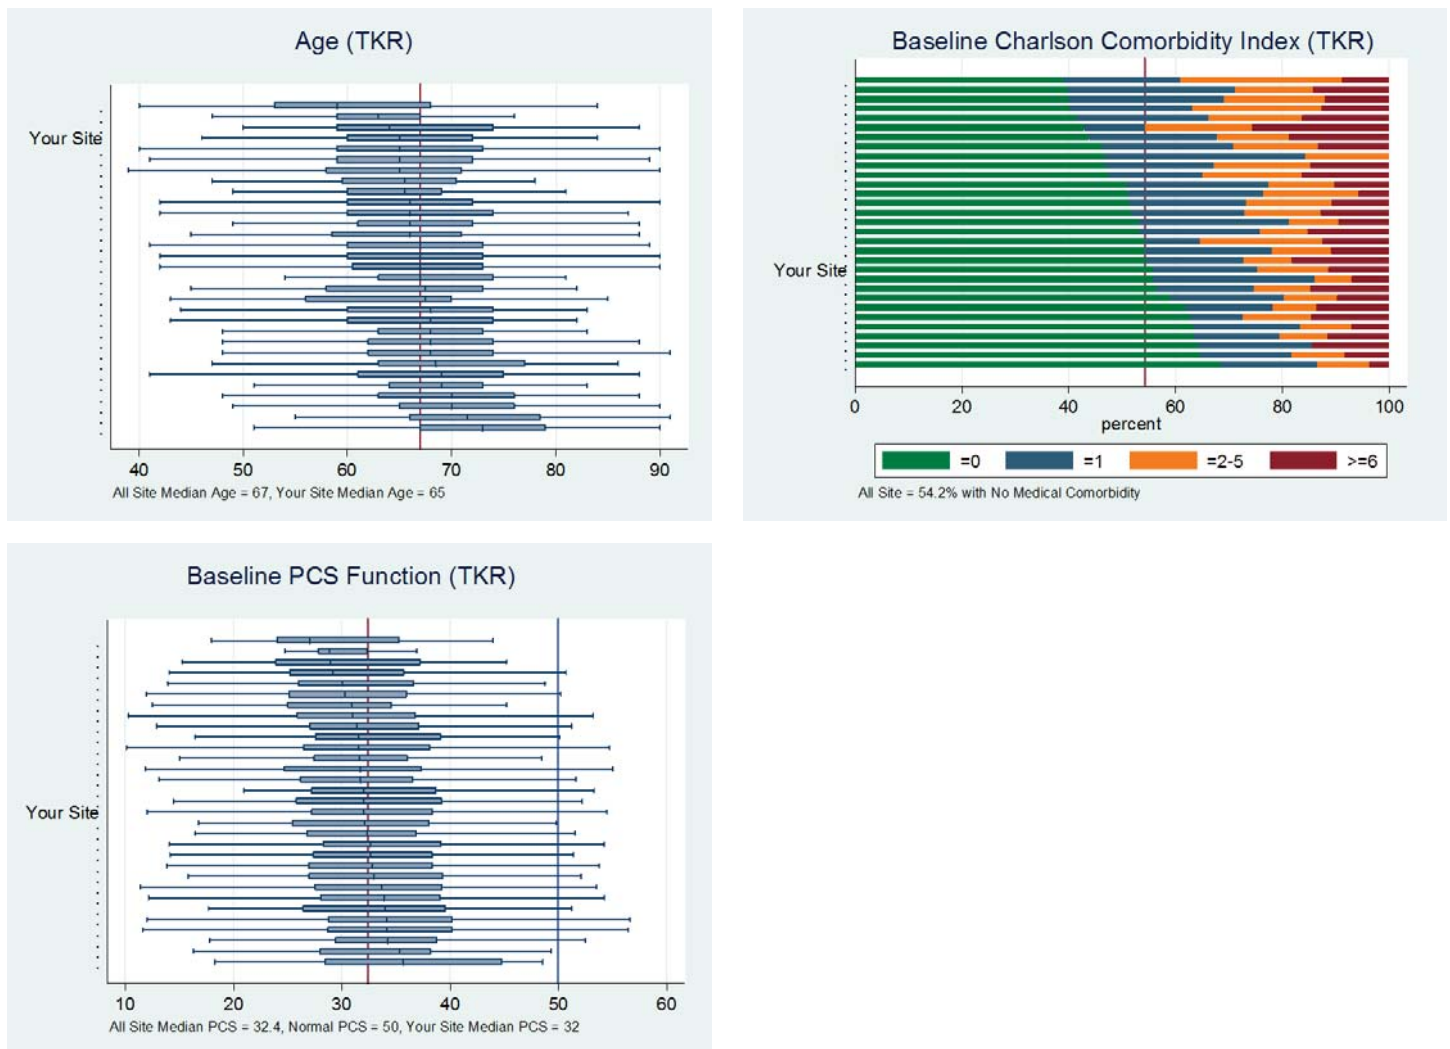 Age (TKR)
Your Site
40 50 60 70 80 90
All Site Median Age = 67, Your Site Median Age = 65
Baseline Charlson Comorbidity Index (TKR)
Your Site
0 20 40 60 80 100
percent
=0 =1 =2-5 >=6
All Site = 54.2% with No Medical Comorbidity
Baseline PCS Function (TKR)
Your Site
10 20 30 40 50 60
All Site Median PCS = 32.4, Normal PCS = 50, Your Site Median PCS = 32